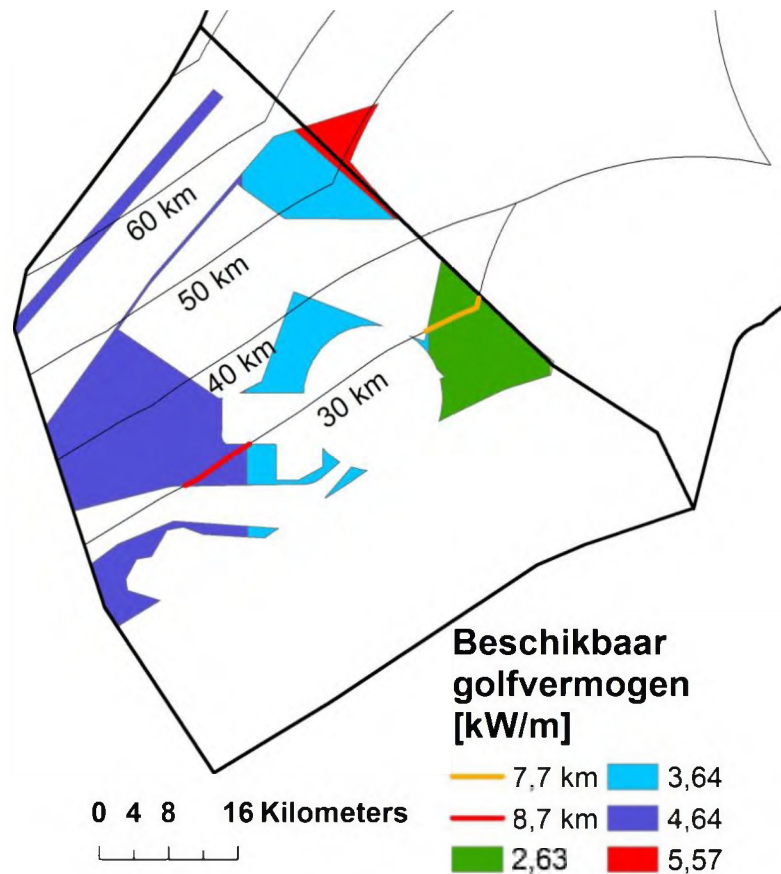 60 km
50 km
40 km
30 km
Beschikbaar
golfvermogen
[kW/m]
7,7 km 3,64
8,7 km 4,64
2,63 5,57
0 4 8 16 Kilometers